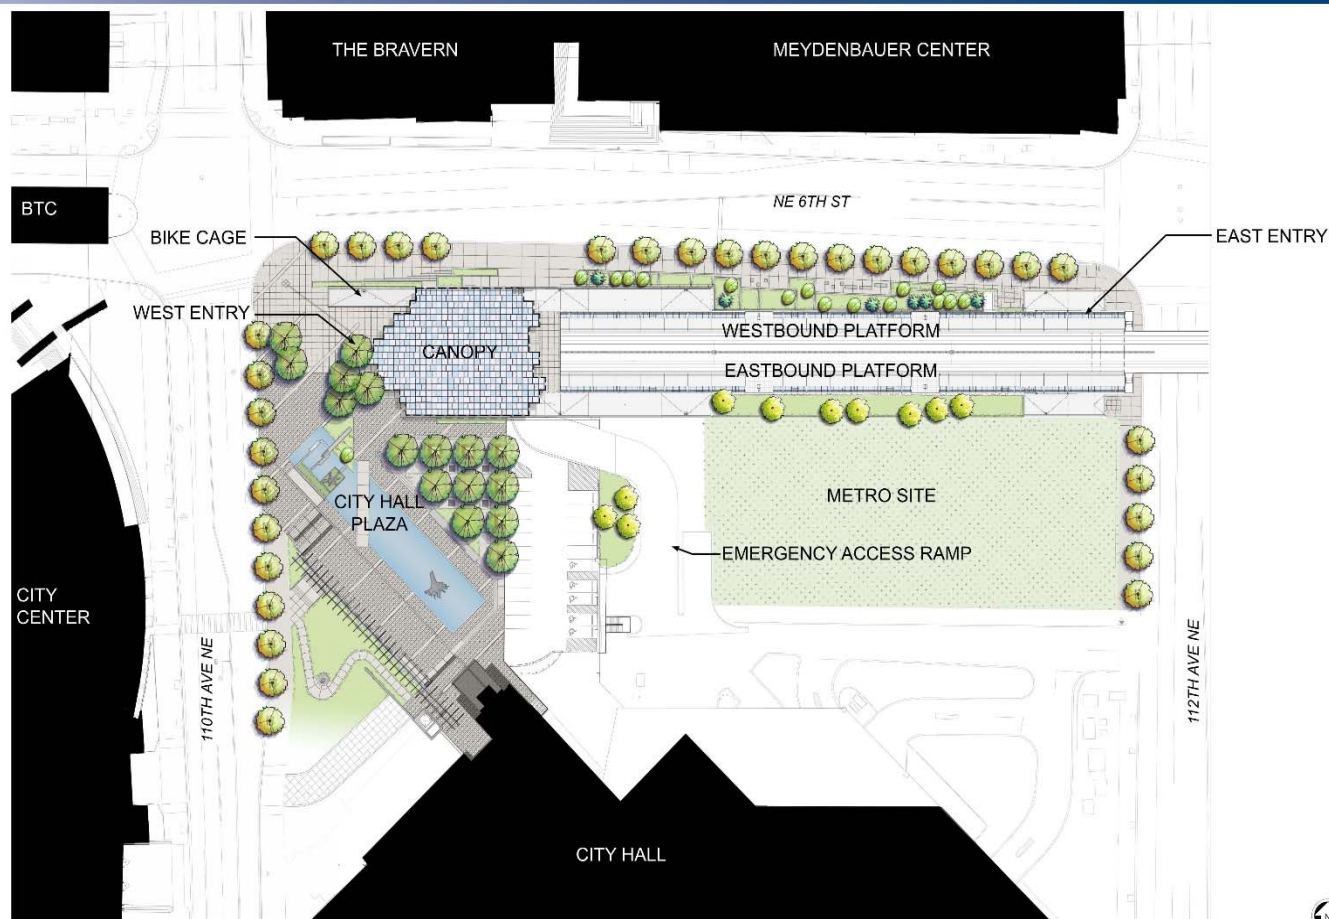 THE BRAVERN
MEYDENBAUER CENTER
BTC
NE 6TH ST
BIKE CAGE
EAST ENTRY
WEST ENTRY
WESTBOUND PLATFORM
CANOPY
EASTBOUND PLATFORM
METRO SITE
CITY HALL
PLAZA
EMERGENCY ACCESS RAMP
CITY
CENTER
110TH AVE NE
112TH AVE NE
CITY HALL